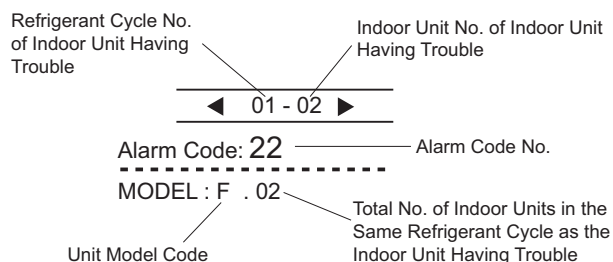 Refrigerant Cycle No.
of Indoor Unit Having
Trouble
Indoor Unit No. of Indoor Unit
Having Trouble
◀ 01 - 02 ▶
Alarm Code: 22
Alarm Code No.
MODEL : F . 02
Total No. of Indoor Units in the
Same Refrigerant Cycle as the
Indoor Unit Having Trouble
Unit Model Code